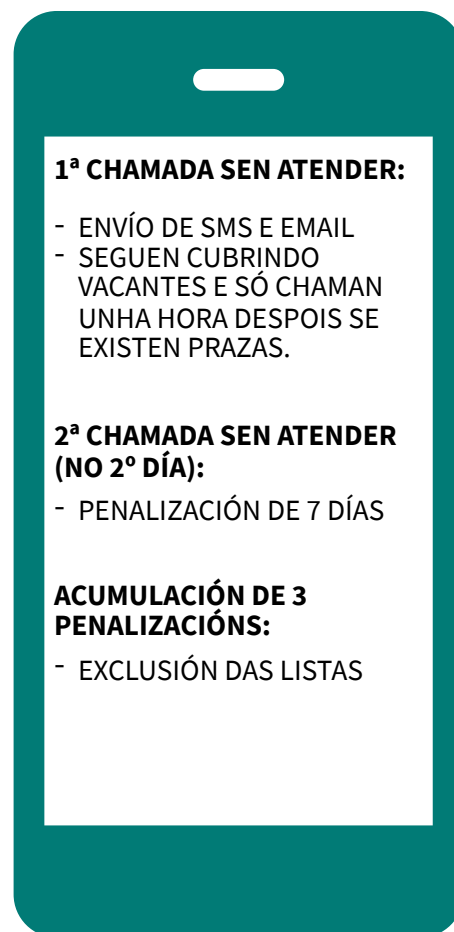 1ª CHAMADA SEN ATENDER:
- ENVÍO DE SMS E EMAIL
- SEGUEN CUBRINDO
VACANTES E SÓ CHAMAN
UNHA HORA DESPOIS SE
EXISTEN PRAZAS.
2ª CHAMADA SEN ATENDER
(NO 2º DÍA):
- PENALIZACIÓN DE 7 DÍAS
ACUMULACIÓN DE 3
PENALIZACIÓNS:
- EXCLUSIÓN DAS LISTAS